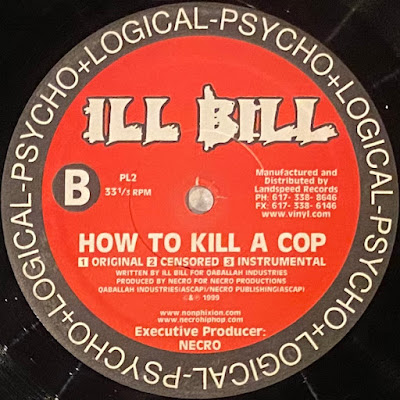 PSYCHO+LOGICAL-PSYCHO+LOGICAL-PSYCHO+LOGICAL-PSYCHO+LOGICAL-
ILL BILL
B
PL2
33 1/3 RPM
Manufactured and
Distributed by
Landspeed Records
PH: 617- 338- 8646
FX: 617- 338- 6146
www.vinyl.com
HOW TO KILL A COP
1 ORIGINAL 2 CENSORED 3 INSTRUMENTAL
WRITTEN BY ILL BILL FOR QABALLAH INDUSTRIES
PRODUCED BY NECRO FOR NECRO PRODUCTIONS
QABALLAH INDUSTRIES(ASCAP)/NECRO PUBLISHING(ASCAP)
℗ & © 1999
www.nonphixion.com
www.necrohiphop.com
Executive Producer:
NECRO